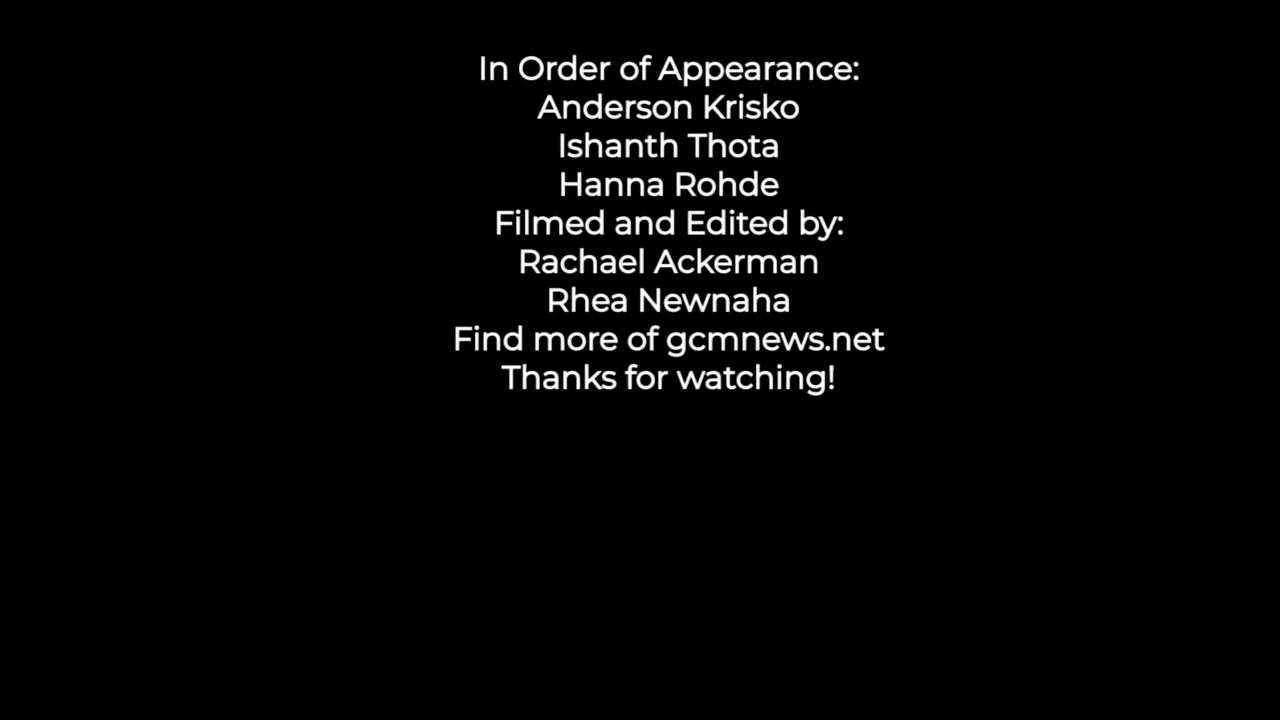 In Order of Appearance:
Anderson Krisko
Ishanth Thota
Hanna Rohde
Filmed and Edited by:
Rachael Ackerman
Rhea Newnaha
Find more of gcmnews.net
Thanks for watching!